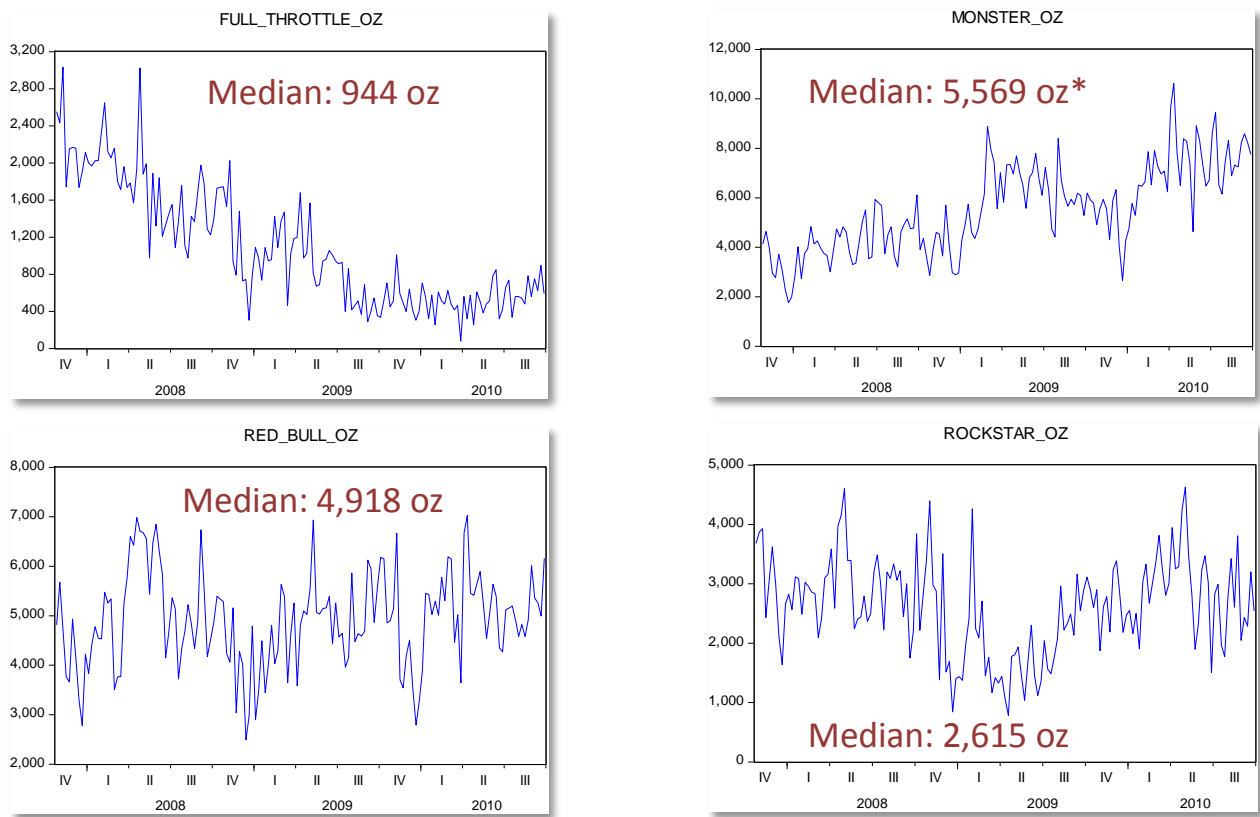 FULL_THROTTLE_OZ
Median: 944 oz
3,200
2,800
2,400
2,000
1,600
1,200
800
400
0
IV I II III IV I II III IV I II III
2008 2009 2010
MONSTER_OZ
Median: 5,569 oz*
12,000
10,000
8,000
6,000
4,000
2,000
0
IV I II III IV I II III IV I II III
2008 2009 2010
RED_BULL_OZ
Median: 4,918 oz
8,000
7,000
6,000
5,000
4,000
3,000
2,000
IV I II III IV I II III IV I II III
2008 2009 2010
ROCKSTAR_OZ
5,000
4,000
3,000
2,000
1,000
0
Median: 2,615 oz
IV I II III IV I II III IV I II III
2008 2009 2010